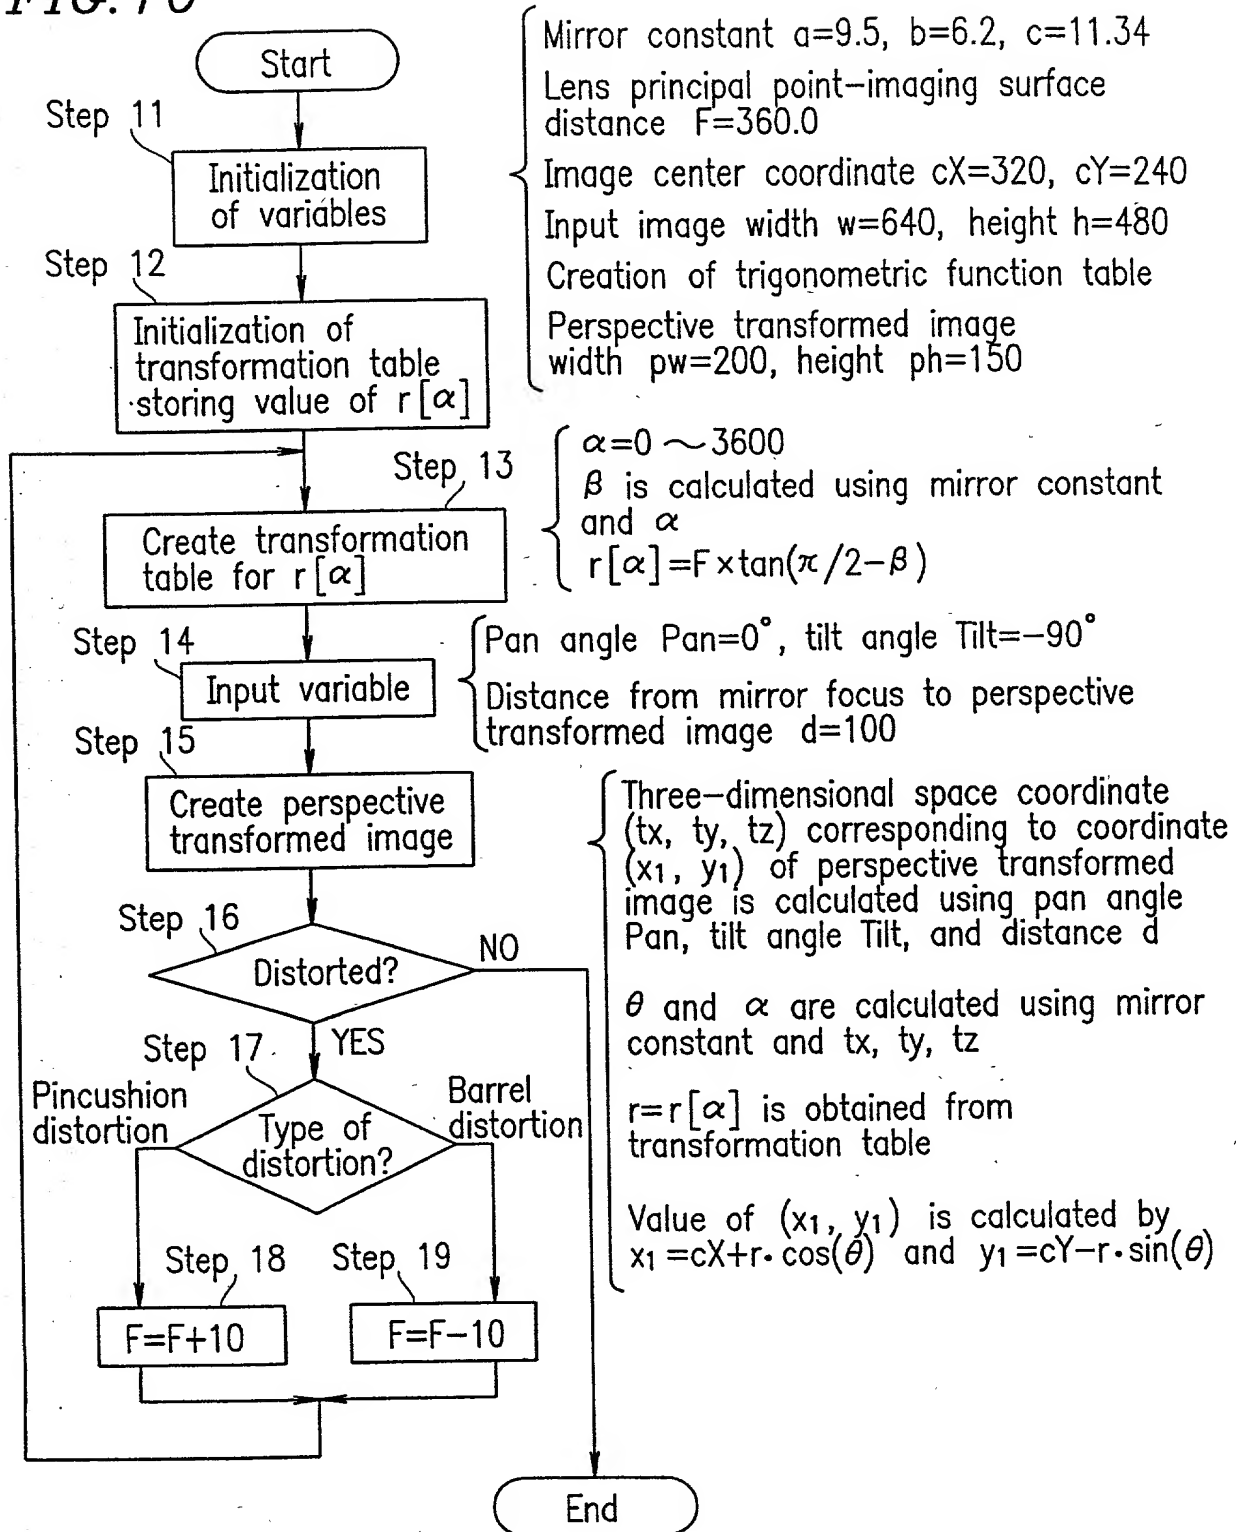 FIG. 10
Start
Step 11
Initialization
of variables
Mirror constant a=9.5, b=6.2, c=11.34
Lens principal point-imaging surface
distance F=360.0
Image center coordinate cX=320, cY=240
Input image width w=640, height h=480
Creation of trigonometric function table
Perspective transformed image
width pw=200, height ph=150
Step 12
Initialization of
transformation table
storing value of r[α]
Step 13
Create transformation
table for r[α]
α=0 ～3600
β is calculated using mirror constant
and α
r[α]=F×tan(π/2-β)
Step 14
Input variable
Pan angle Pan=0°, tilt angle Tilt=-90°
Distance from mirror focus to perspective
transformed image d=100
Step 15
Create perspective
transformed image
Three-dimensional space coordinate
(tx, ty, tz) corresponding to coordinate
(x1, y1) of perspective transformed
image is calculated using pan angle
Pan, tilt angle Tilt, and distance d
θ and α are calculated using mirror
constant and tx, ty, tz
r=r[α] is obtained from
transformation table
Value of (x1, y1) is calculated by
x1=cX+r·cos(θ) and y1=cY-r·sin(θ)
Step 16
Distorted?
NO
YES
Step 17
Type of
distortion?
Pincushion
distortion
Barrel
distortion
Step 18
F=F+10
Step 19
F=F-10
End